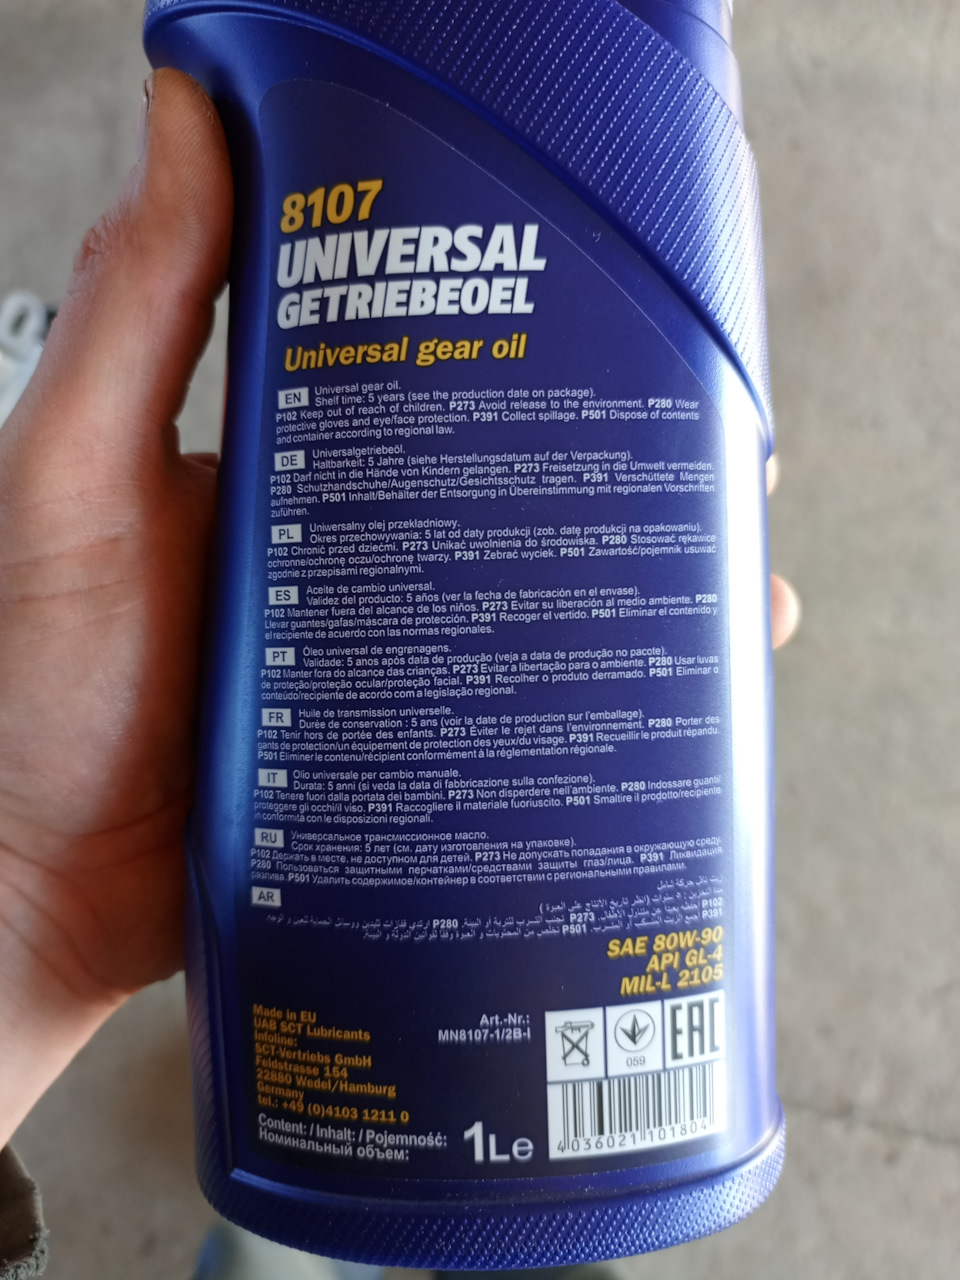 8107
UNIVERSAL
GETRIEBEOEL
Universal gear oil
EN Universal gear oil.
Shelf time: 5 years (see the production date on package).
P102 Keep out of reach of children. P273 Avoid release to the environment. P280 Wear
protective gloves and eye/face protection. P391 Collect spillage. P501 Dispose of contents
and container according to regional law.
DE Universalgetriebeöl.
Haltbarkeit: 5 Jahre (siehe Herstellungsdatum auf der Verpackung).
P102 Darf nicht in die Hände von Kindern gelangen. P273 Freisetzung in die Umwelt vermeiden.
P280 Schutzhandschuhe/Augenschutz/Gesichtsschutz tragen. P391 Verschüttete Mengen
aufnehmen. P501 Inhalt/Behälter der Entsorgung in Übereinstimmung mit regionalen Vorschriften
zuführen.
PL Uniwersalny olej przekładniowy.
Okres przechowywania: 5 lat od daty produkcji (zob. datę produkcji na opakowaniu).
P102 Chronić przed dziećmi. P273 Unikać uwolnienia do środowiska. P280 Stosować rękawice
ochronne/ochronę oczu/ochronę twarzy. P391 Zebrać wyciek. P501 Zawartość/pojemnik usuwać
zgodnie z przepisami regionalnymi.
ES Aceite de cambio universal.
Validez del producto: 5 años (ver la fecha de fabricación en el envase).
P102 Mantener fuera del alcance de los niños. P273 Evitar su liberación al medio ambiente. P280
Llevar guantes/gafas/máscara de protección. P391 Recoger el vertido. P501 Eliminar el contenido y
el recipiente de acuerdo con las normas regionales.
PT Óleo universal de engrenagens.
Validade: 5 anos após data de produção (veja a data de produção no pacote).
P102 Manter fora do alcance das crianças. P273 Evitar a libertação para o ambiente. P280 Usar luvas
de proteção/proteção ocular/proteção facial. P391 Recolher o produto derramado. P501 Eliminar o
conteúdo/recipiente de acordo com a legislação regional.
FR Huile de transmission universelle.
Durée de conservation : 5 ans (voir la date de production sur l'emballage).
P102 Tenir hors de portée des enfants. P273 Éviter le rejet dans l'environnement. P280 Porter des
gants de protection/un équipement de protection des yeux/du visage. P391 Recueillir le produit répandu.
P501 Éliminer le contenu/récipient conformément à la réglementation régionale.
IT Olio universale per cambio manuale.
Durata: 5 anni (si veda la data di fabbricazione sulla confezione).
P102 Tenere fuori dalla portata dei bambini. P273 Non disperdere nell'ambiente. P280 Indossare guanti/
proteggere gli occhi/il viso. P391 Raccogliere il materiale fuoriuscito. P501 Smaltire il prodotto/recipiente
in conformità con le disposizioni regionali.
RU Универсальное трансмиссионное масло.
Срок хранения: 5 лет (см. дату изготовления на упаковке).
P102 Держать в месте, не доступном для детей. P273 Не допускать попадания в окружающую среду.
P280 Пользоваться защитными перчатками/средствами защиты глаз/лица. P391 Ликвидация
разлива. P501 Удалить содержимое/контейнер в соответствии с региональными правилами.
AR
P102
P273 P280
P391 P501
SAE 80W-90
API GL-4
MIL-L 2105
Made in EU
UAB SCT Lubricants
Infoline:
SCT-Vertriebs GmbH
Feldstrasse 154
22880 Wedel/Hamburg
Germany
tel.: +49 (0)4103 1211 0
Art.-Nr.:
MN8107-1/2B-I
059
EAC
Content: / Inhalt: / Pojemność:
Номинальный объем:
1Le
4 036021 101804